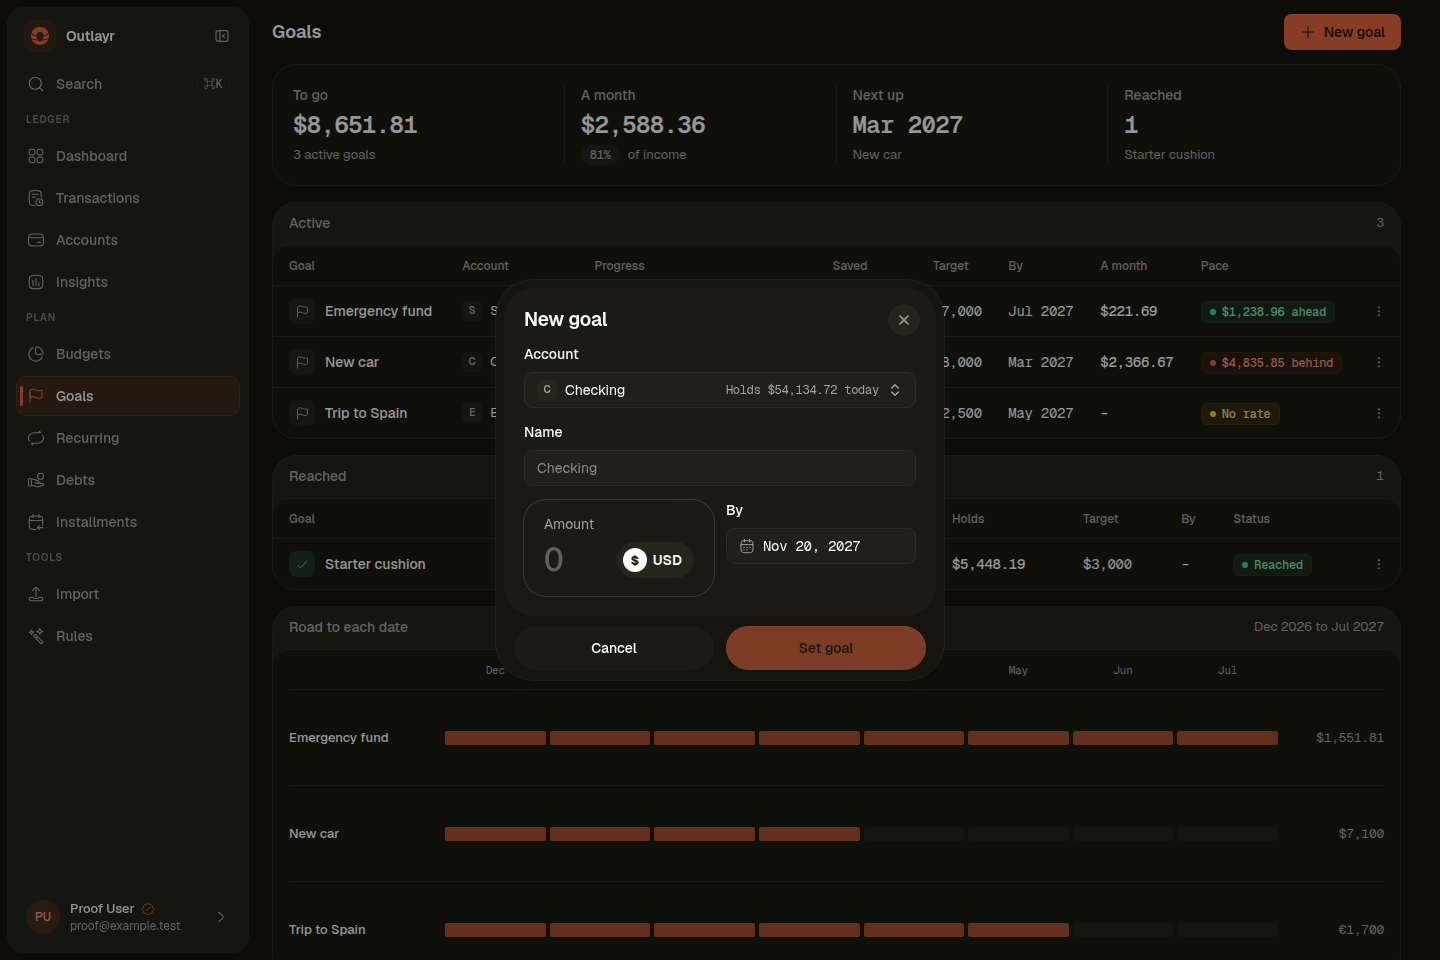 Outlayr
Search ⌘K
LEDGER
Dashboard
Transactions
Accounts
Insights
PLAN
Budgets
Goals
Recurring
Debts
Installments
TOOLS
Import
Rules
PU
Proof User
proof@example.test
Goals
+ New goal
To go
$8,651.81
3 active goals
A month
$2,588.36
81% of income
Next up
Mar 2027
New car
Reached
1
Starter cushion
Active 3
Goal Account Progress Saved Target By A month Pace
Emergency fund S S 7,000 Jul 2027 $221.69 $1,238.96 ahead
New car C C 8,000 Mar 2027 $2,366.67 $4,835.85 behind
Trip to Spain E E 2,500 May 2027 – No rate
New goal
Account
C Checking Holds $54,134.72 today
Name
Checking
Amount
0 $ USD
By
Nov 20, 2027
Cancel Set goal
Reached 1
Goal Holds Target By Status
Starter cushion $5,448.19 $3,000 – Reached
Road to each date Dec 2026 to Jul 2027
Dec May Jun Jul
Emergency fund $1,551.81
New car $7,100
Trip to Spain €1,700